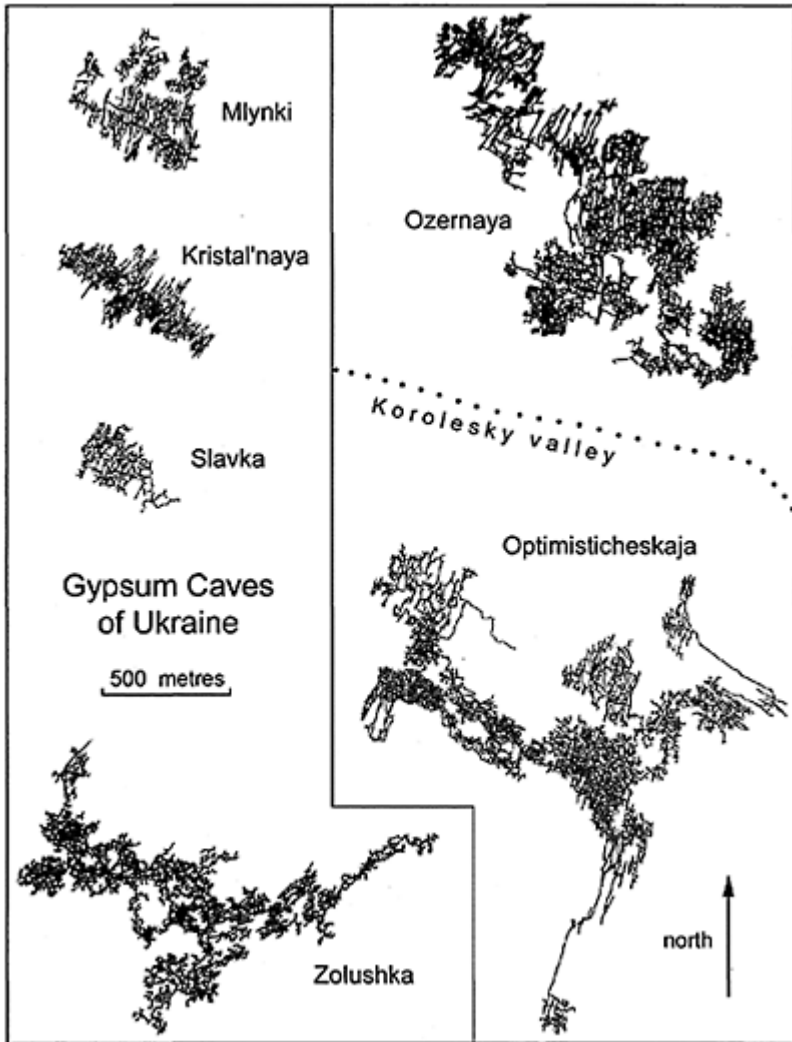 Mlynki
Kristal'naya
Slavka
Gypsum Caves
of Ukraine
500 metres
Zolushka
Ozernaya
Korolesky valley
Optimisticheskaja
north